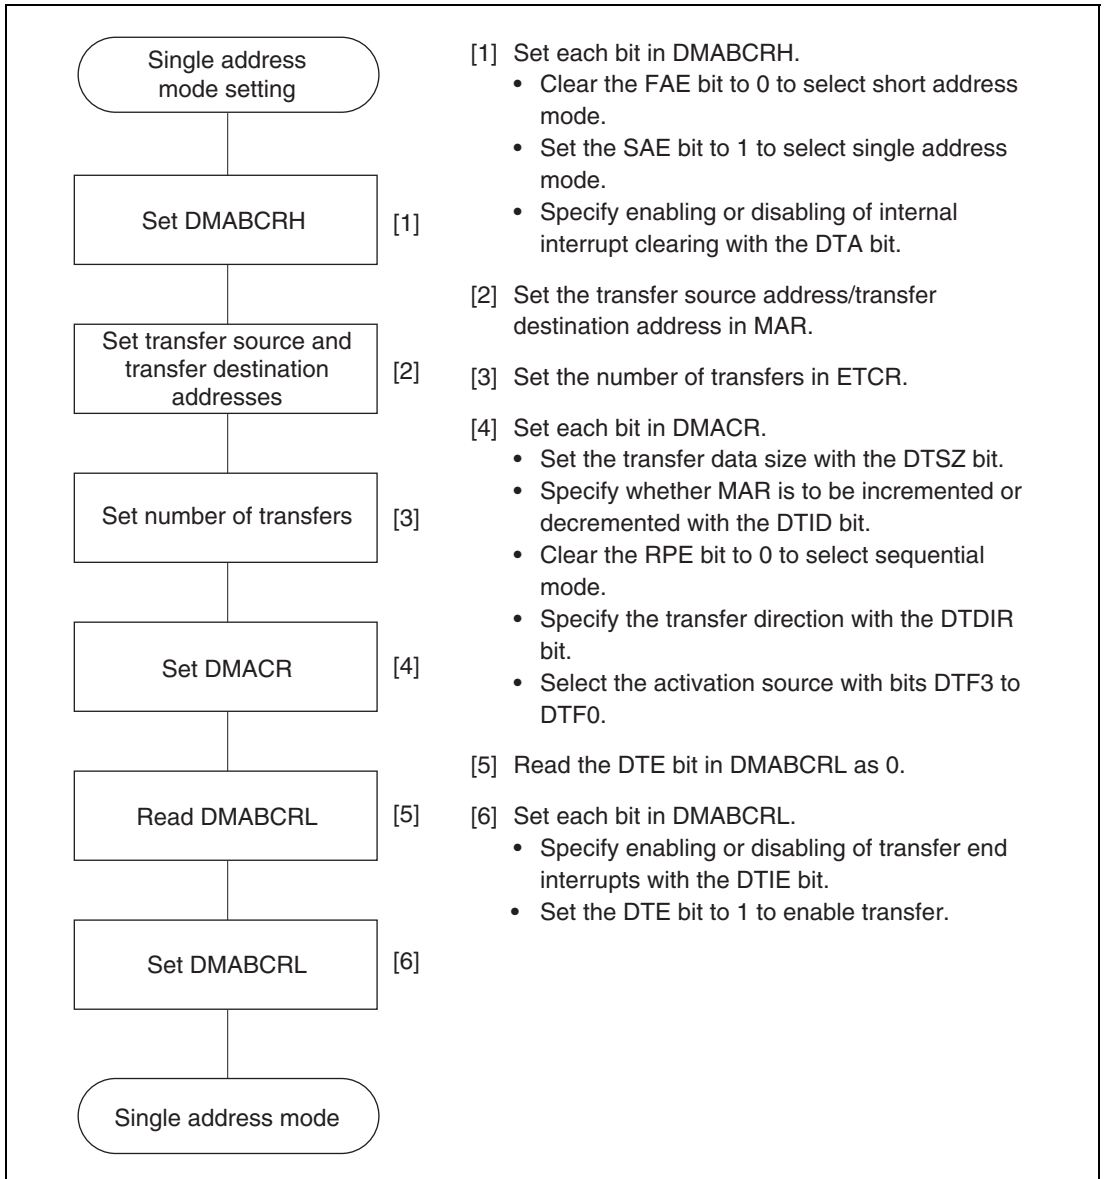 Single address
mode setting
Set DMABCRH
[1]
Set transfer source and
transfer destination
addresses
[2]
Set number of transfers
[3]
Set DMACR
[4]
Read DMABCRL
[5]
Set DMABCRL
[6]
Single address mode
[1] Set each bit in DMABCRH.
• Clear the FAE bit to 0 to select short address
mode.
• Set the SAE bit to 1 to select single address
mode.
• Specify enabling or disabling of internal
interrupt clearing with the DTA bit.
[2] Set the transfer source address/transfer
destination address in MAR.
[3] Set the number of transfers in ETCR.
[4] Set each bit in DMACR.
• Set the transfer data size with the DTSZ bit.
• Specify whether MAR is to be incremented or
decremented with the DTID bit.
• Clear the RPE bit to 0 to select sequential
mode.
• Specify the transfer direction with the DTDIR
bit.
• Select the activation source with bits DTF3 to
DTF0.
[5] Read the DTE bit in DMABCRL as 0.
[6] Set each bit in DMABCRL.
• Specify enabling or disabling of transfer end
interrupts with the DTIE bit.
• Set the DTE bit to 1 to enable transfer.